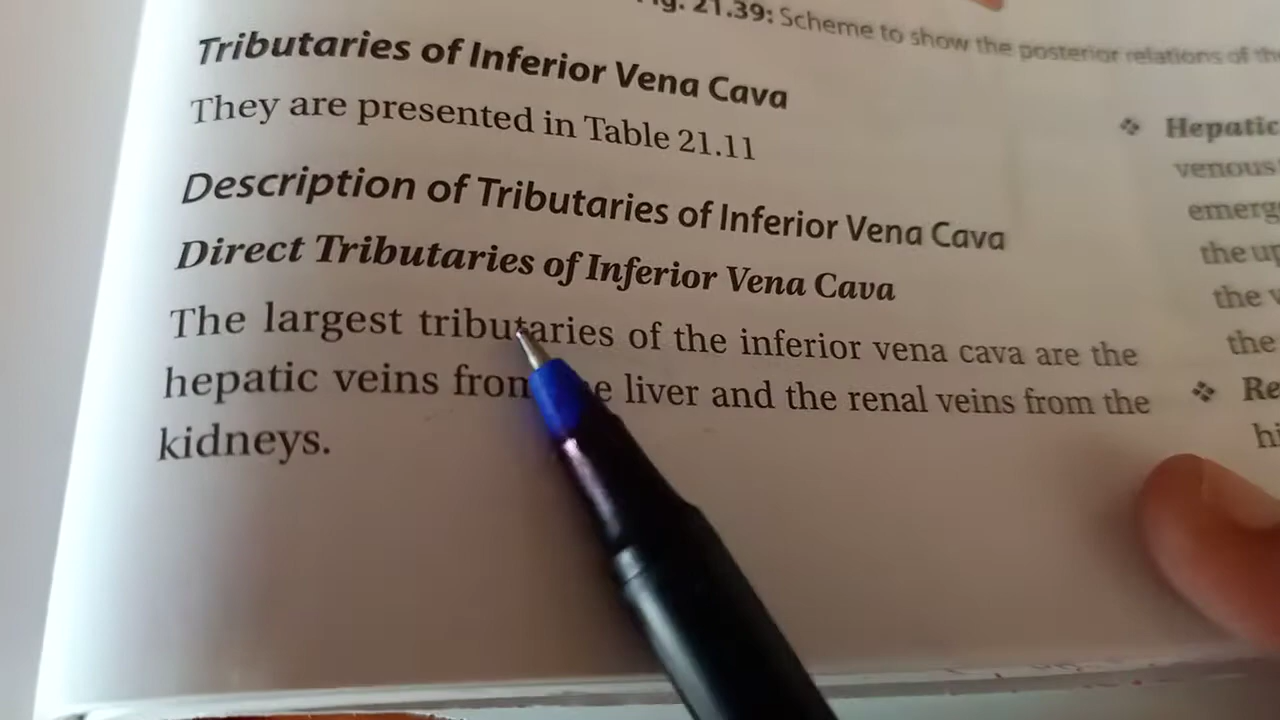 21.39: Scheme to show the posterior relations of
Tributaries of Inferior Vena Cava
They are presented in Table 21.11
Description of Tributaries of Inferior Vena Cava
Direct Tributaries of Inferior Vena Cava
The largest tributaries of the inferior vena cava are the
hepatic veins liver and the renal veins from the
kidneys.
❖ Hepatic
venous
the
the
the